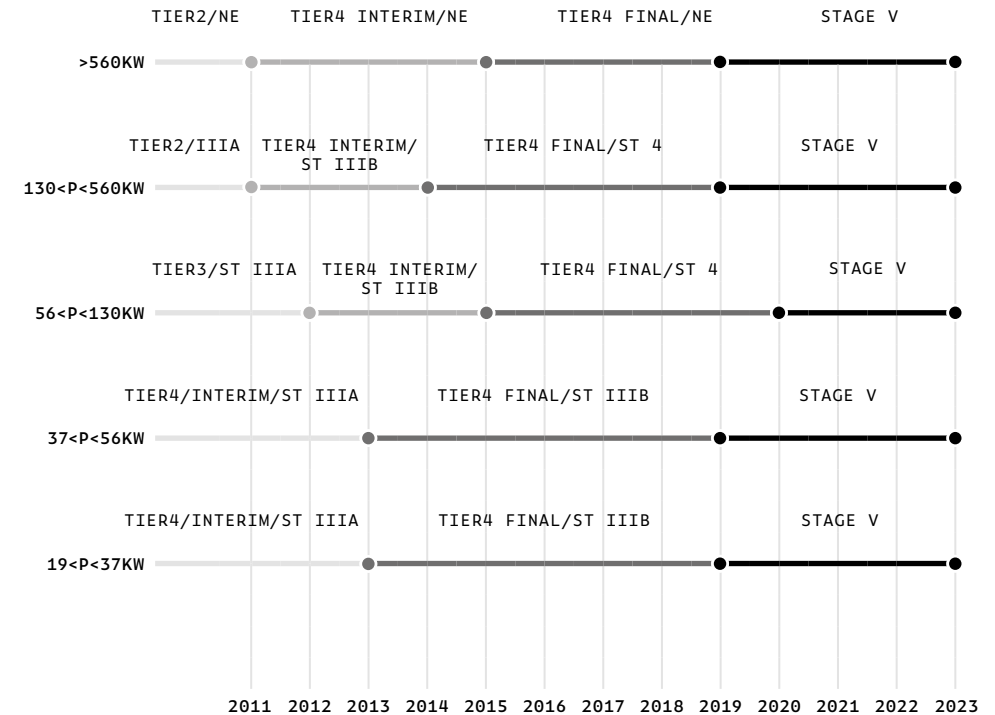 TIER2/NE TIER4 INTERIM/NE TIER4 FINAL/NE STAGE V
>560KW
TIER2/IIIA TIER4 INTERIM/ TIER4 FINAL/ST 4 STAGE V
ST IIIB
130<P<560KW
TIER3/ST IIIA TIER4 INTERIM/ TIER4 FINAL/ST 4 STAGE V
ST IIIB
56<P<130KW
TIER4/INTERIM/ST IIIA TIER4 FINAL/ST IIIB STAGE V
37<P<56KW
TIER4/INTERIM/ST IIIA TIER4 FINAL/ST IIIB STAGE V
19<P<37KW
2011 2012 2013 2014 2015 2016 2017 2018 2019 2020 2021 2022 2023